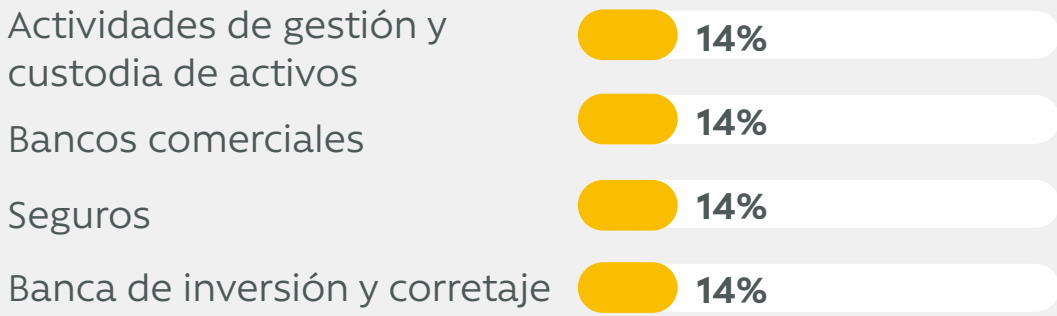 Actividades de gestión y
custodia de activos
14%
Bancos comerciales
14%
Seguros
14%
Banca de inversión y corretaje
14%